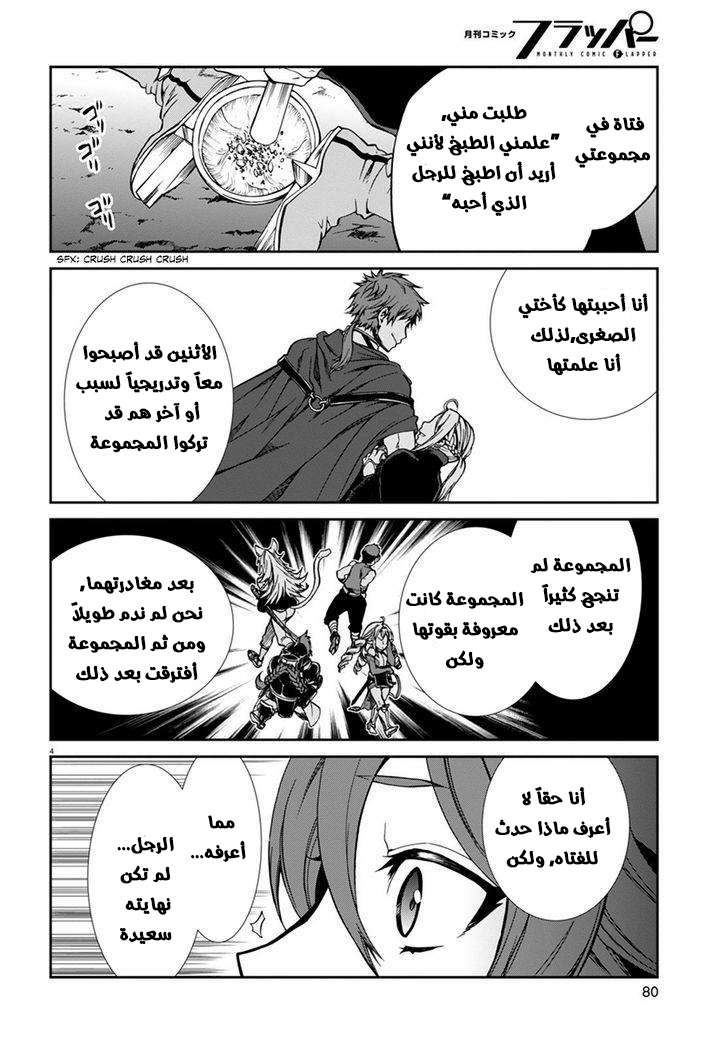 月刊コミック
フラッパー
MONTHLY COMIC FLAPPER
فتاة في
مجموعتي
طلبت مني,
"علمني الطبخ لأنني
أريد أن اطبخ للرجل
الذي أحبه"
SFX: CRUSH CRUSH CRUSH
أنا أحببتها كأختي
الصغرى,لذلك
أنا علمتها
الأثنين قد أصبحوا
معاً وتدريجياً لسبب
أو آخر هم قد
تركوا المجموعة
المجموعة لم
تنجح كثيراً
بعد ذلك
المجموعة كانت
معروفة بقوتها
ولكن
بعد مغادرتهما,
نحن لم ندم طويلاً
ومن ثم المجموعة
أفترقت بعد ذلك
4
أنا حقاً لا
أعرف ماذا حدث
للفتاه, ولكن
مما
أعرفه...
الرجل...
لم تكن
نهايته
سعيدة
80